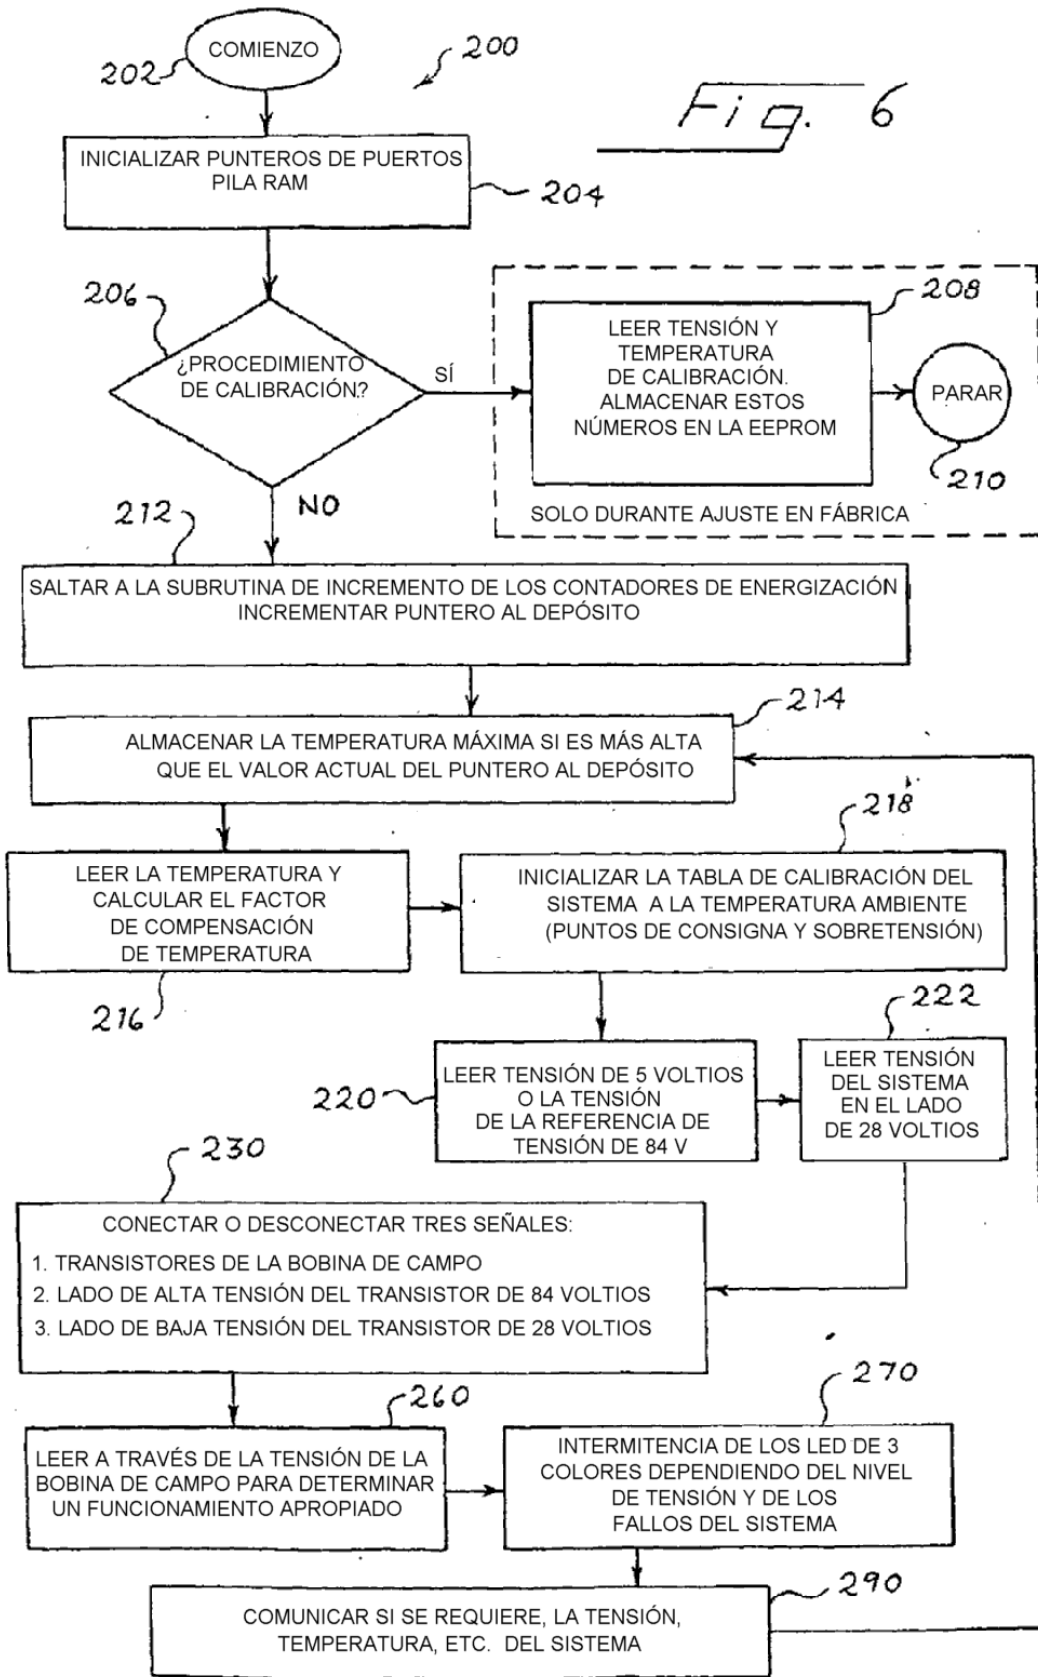 COMIENZO
202
200
Fig. 6
INICIALIZAR PUNTEROS DE PUERTOS
PILA RAM
204
206
¿PROCEDIMIENTO
DE CALIBRACIÓN?
SÍ
NO
208
LEER TENSIÓN Y
TEMPERATURA
DE CALIBRACIÓN.
ALMACENAR ESTOS
NÚMEROS EN LA EEPROM
PARAR
210
SOLO DURANTE AJUSTE EN FÁBRICA
212
SALTAR A LA SUBRUTINA DE INCREMENTO DE LOS CONTADORES DE ENERGIZACIÓN
INCREMENTAR PUNTERO AL DEPÓSITO
214
ALMACENAR LA TEMPERATURA MÁXIMA SI ES MÁS ALTA
QUE EL VALOR ACTUAL DEL PUNTERO AL DEPÓSITO
LEER LA TEMPERATURA Y
CALCULAR EL FACTOR
DE COMPENSACIÓN
DE TEMPERATURA
216
218
INICIALIZAR LA TABLA DE CALIBRACIÓN DEL
SISTEMA A LA TEMPERATURA AMBIENTE
(PUNTOS DE CONSIGNA Y SOBRETENSIÓN)
220
LEER TENSIÓN DE 5 VOLTIOS
O LA TENSIÓN
DE LA REFERENCIA DE
TENSIÓN DE 84 V
222
LEER TENSIÓN
DEL SISTEMA
EN EL LADO
DE 28 VOLTIOS
230
CONECTAR O DESCONECTAR TRES SEÑALES:
1. TRANSISTORES DE LA BOBINA DE CAMPO
2. LADO DE ALTA TENSIÓN DEL TRANSISTOR DE 84 VOLTIOS
3. LADO DE BAJA TENSIÓN DEL TRANSISTOR DE 28 VOLTIOS
260
LEER A TRAVÉS DE LA TENSIÓN DE LA
BOBINA DE CAMPO PARA DETERMINAR
UN FUNCIONAMIENTO APROPIADO
270
INTERMITENCIA DE LOS LED DE 3
COLORES DEPENDIENDO DEL NIVEL
DE TENSIÓN Y DE LOS
FALLOS DEL SISTEMA
290
COMUNICAR SI SE REQUIERE, LA TENSIÓN,
TEMPERATURA, ETC. DEL SISTEMA